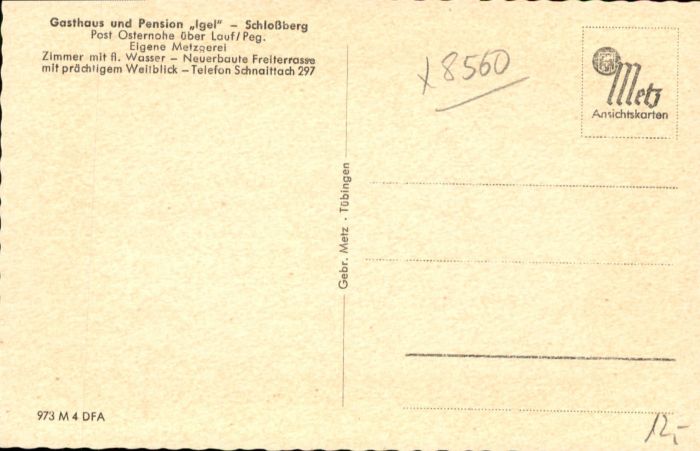 Gasthaus und Pension „Igel“ – Schloßberg
Post Osternohe über Lauf/Peg.
Eigene Metzgerei
Zimmer mit fl. Wasser – Neuerbaute Freiterrasse
mit prächtigem Weitblick – Telefon Schnaittach 297
x 8560
Metz
Ansichtskarten
Gebr. Metz · Tübingen
973 M 4 DFA
12,-